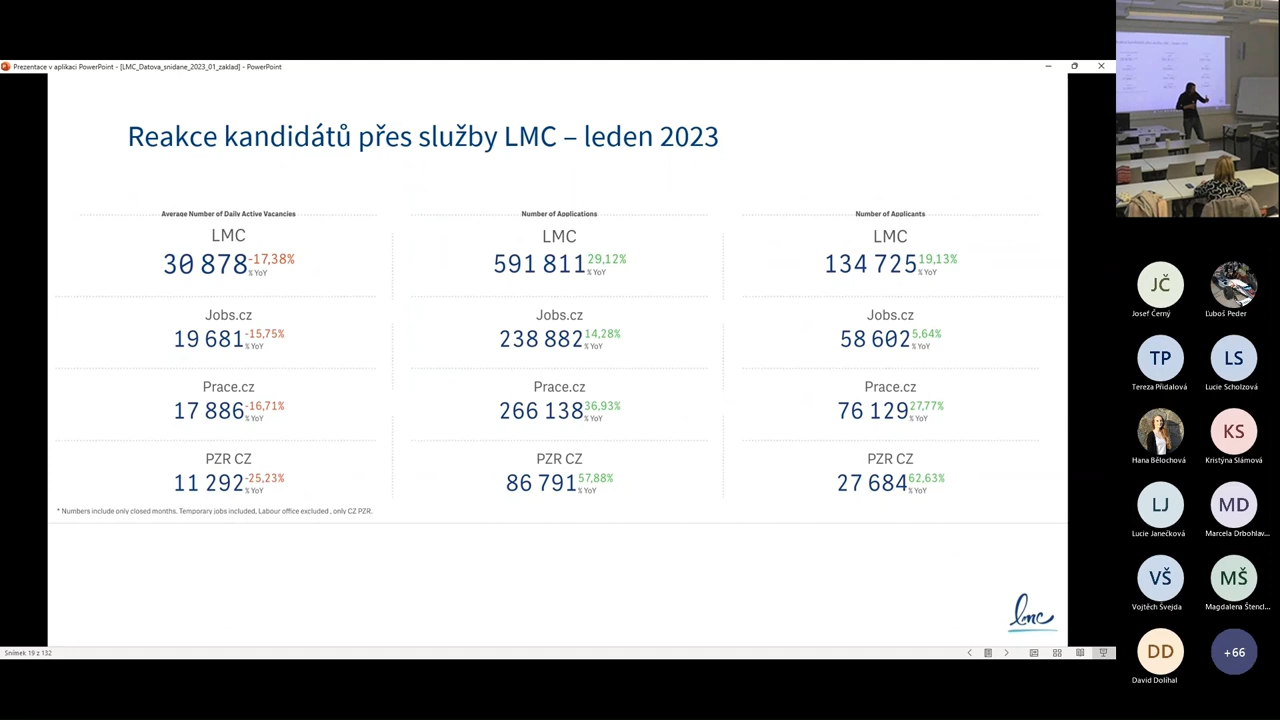 Prezentace v aplikaci PowerPoint - [LMC_Datova_snidane_2023_01_zaklad] - PowerPoint
Reakce kandidátů přes služby LMC – leden 2023
Average Number of Daily Active Vacancies
LMC
30 878 -17,38% % YoY
Jobs.cz
19 681 -15,75% % YoY
Prace.cz
17 886 -16,71% % YoY
PZR CZ
11 292 -25,23% % YoY
Number of Applications
LMC
591 811 29,12% % YoY
Jobs.cz
238 882 14,28% % YoY
Prace.cz
266 138 36,93% % YoY
PZR CZ
86 791 57,88% % YoY
Number of Applicants
LMC
134 725 19,13% % YoY
Jobs.cz
58 602 5,64% % YoY
Prace.cz
76 129 27,77% % YoY
PZR CZ
27 684 62,63% % YoY
* Numbers include only closed months. Temporary jobs included, Labour office excluded , only CZ PZR.
lmc
Snímek 19 z 132
JČ
Josef Černý
Ľuboš Peder
TP
Tereza Přidalová
LS
Lucie Scholzová
Hana Bělochová
KS
Kristýna Slámová
LJ
Lucie Janečková
MD
Marcela Drbohlav...
VŠ
Vojtěch Švejda
MŠ
Magdalena Štencl...
DD
David Dolíhal
+66